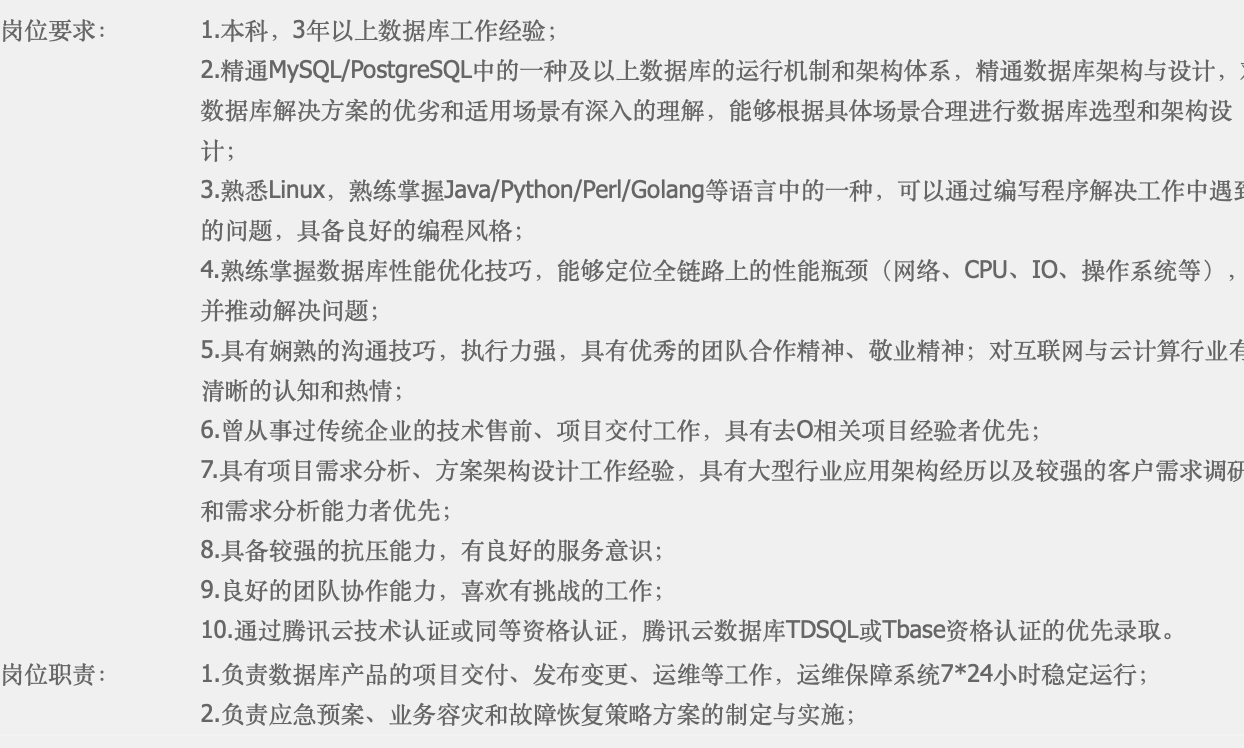 岗位要求：
1.本科，3年以上数据库工作经验；
2.精通MySQL/PostgreSQL中的一种及以上数据库的运行机制和架构体系，精通数据库架构与设计，
数据库解决方案的优劣和适用场景有深入的理解，能够根据具体场景合理进行数据库选型和架构设
计；
3.熟悉Linux，熟练掌握Java/Python/Perl/Golang等语言中的一种，可以通过编写程序解决工作中遇到
的问题，具备良好的编程风格；
4.熟练掌握数据库性能优化技巧，能够定位全链路上的性能瓶颈（网络、CPU、IO、操作系统等），
并推动解决问题；
5.具有娴熟的沟通技巧，执行力强，具有优秀的团队合作精神、敬业精神；对互联网与云计算行业有
清晰的认知和热情；
6.曾从事过传统企业的技术售前、项目交付工作，具有去O相关项目经验者优先；
7.具有项目需求分析、方案架构设计工作经验，具有大型行业应用架构经历以及较强的客户需求调研
和需求分析能力者优先；
8.具备较强的抗压能力，有良好的服务意识；
9.良好的团队协作能力，喜欢有挑战的工作；
10.通过腾讯云技术认证或同等资格认证，腾讯云数据库TDSQL或Tbase资格认证的优先录取。
岗位职责：
1.负责数据库产品的项目交付、发布变更、运维等工作，运维保障系统7*24小时稳定运行；
2.负责应急预案、业务容灾和故障恢复策略方案的制定与实施；